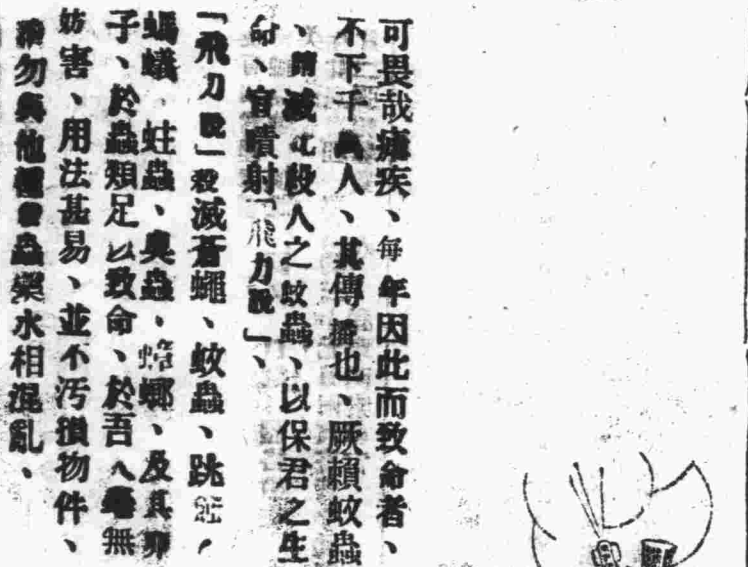 可畏哉瘧疾、每年因此而致命者、
不下千萬人、其傳播也、厥賴蚊蟲
、請滅此殺人之蚊蟲、以保君之生
命、宜噴射「飛力脫」、
「飛力脫」殺滅蒼蠅、蚊蟲、跳蚤、
螞蟻、蛀蟲、臭蟲、蟑螂、及其卵
子、於蟲類足以致命、於吾人毫無
妨害、用法甚易、並不汚損物件、
勿與他種蟲藥水相混亂、